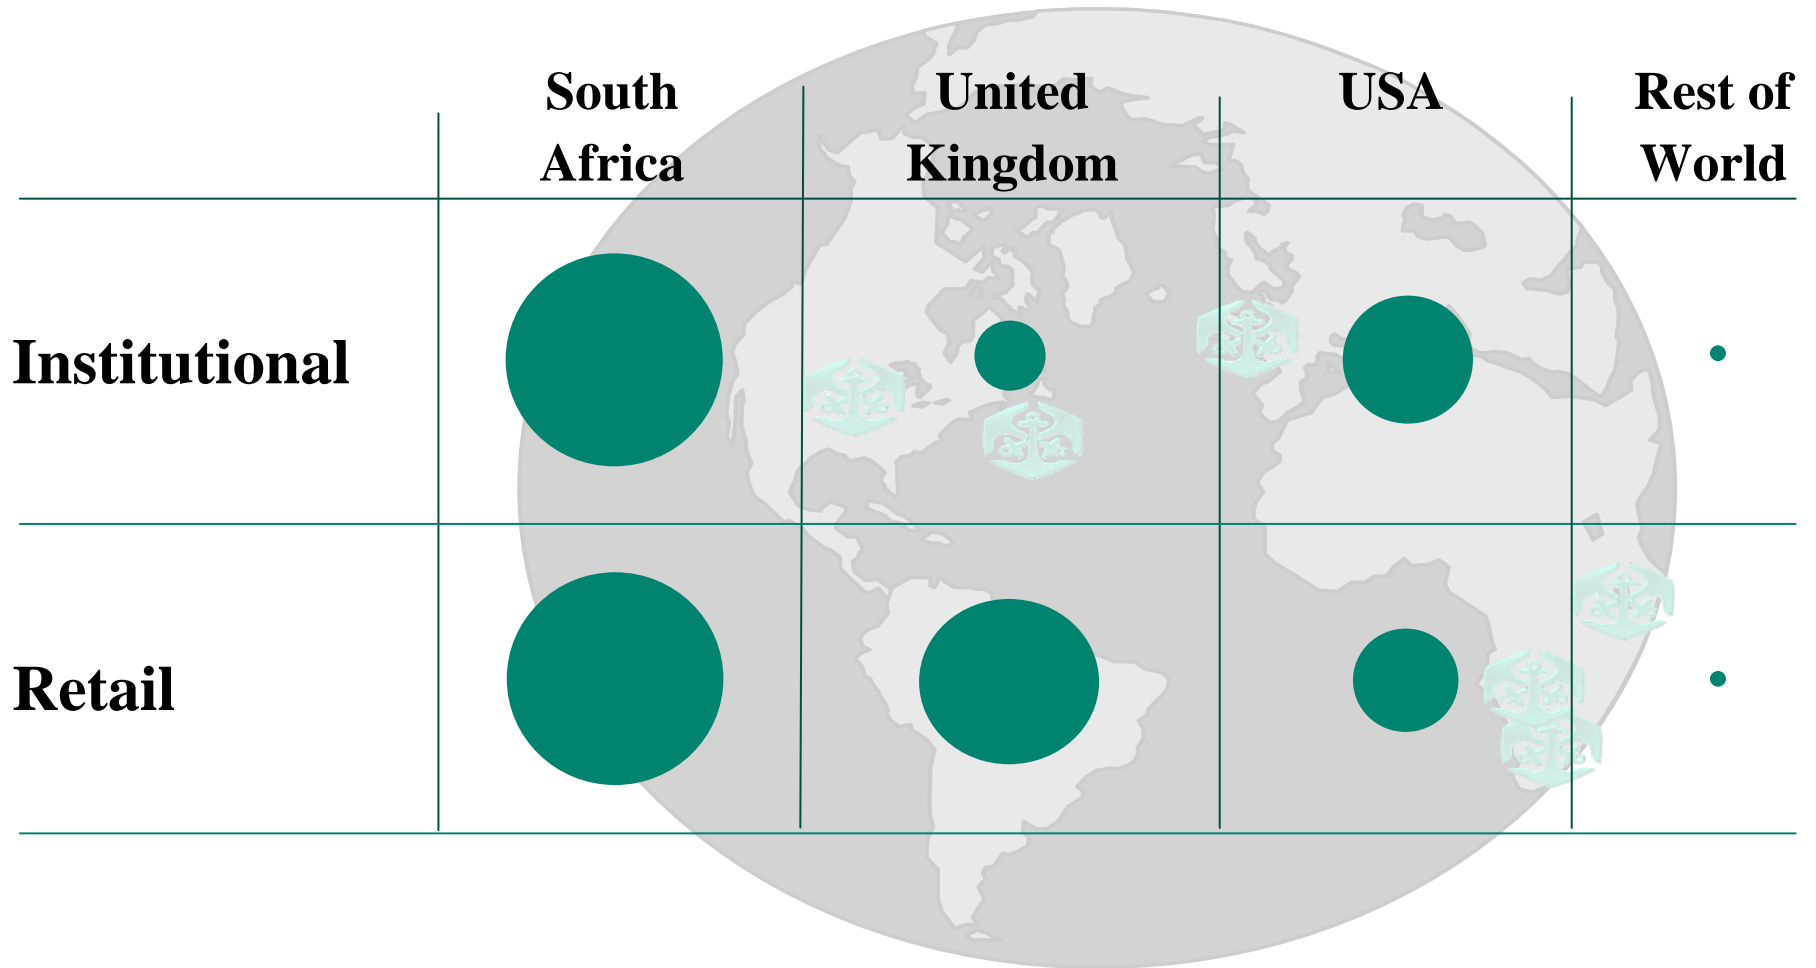 South
Africa
United
Kingdom
USA
Rest of
World
Institutional
Retail